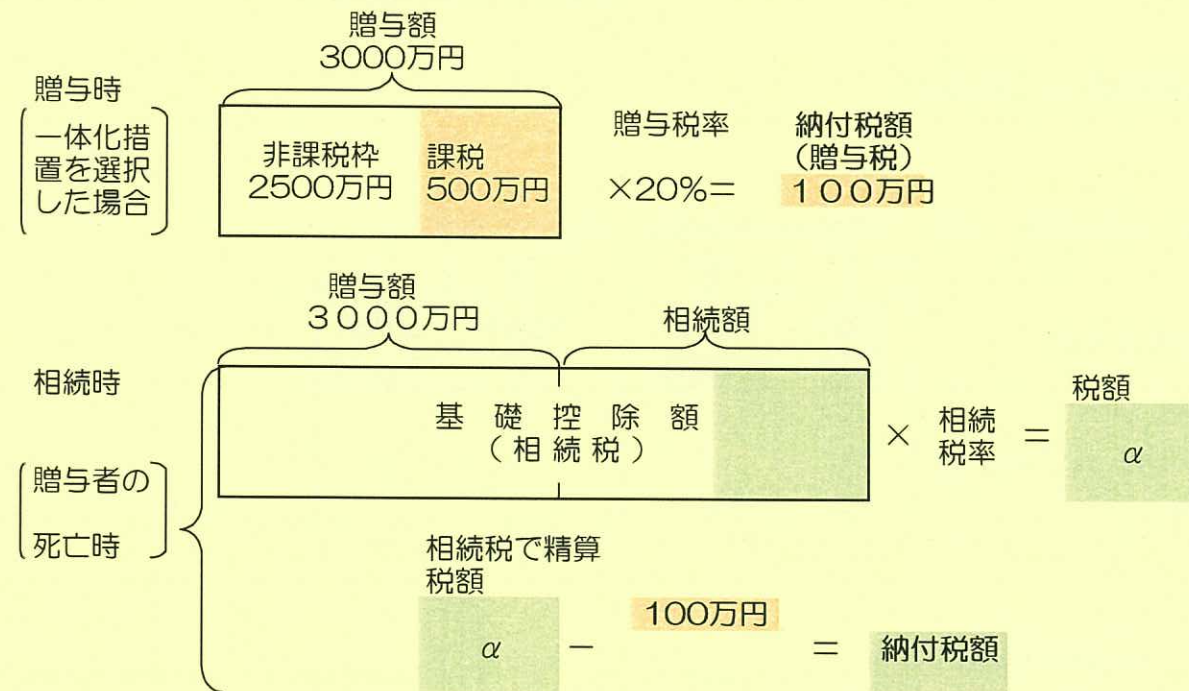 贈与額
3000万円
贈与時
一体化措
置を選択
した場合
非課税枠
2500万円
課税
500万円
贈与税率
×20%=
納付税額
(贈与税)
100万円
贈与額
3000万円
相続額
相続時
基礎控除額
(相続税)
×
相続
税率
=
税額
α
贈与者の
死亡時
相続税で精算
税額
α
−
100万円
=
納付税額